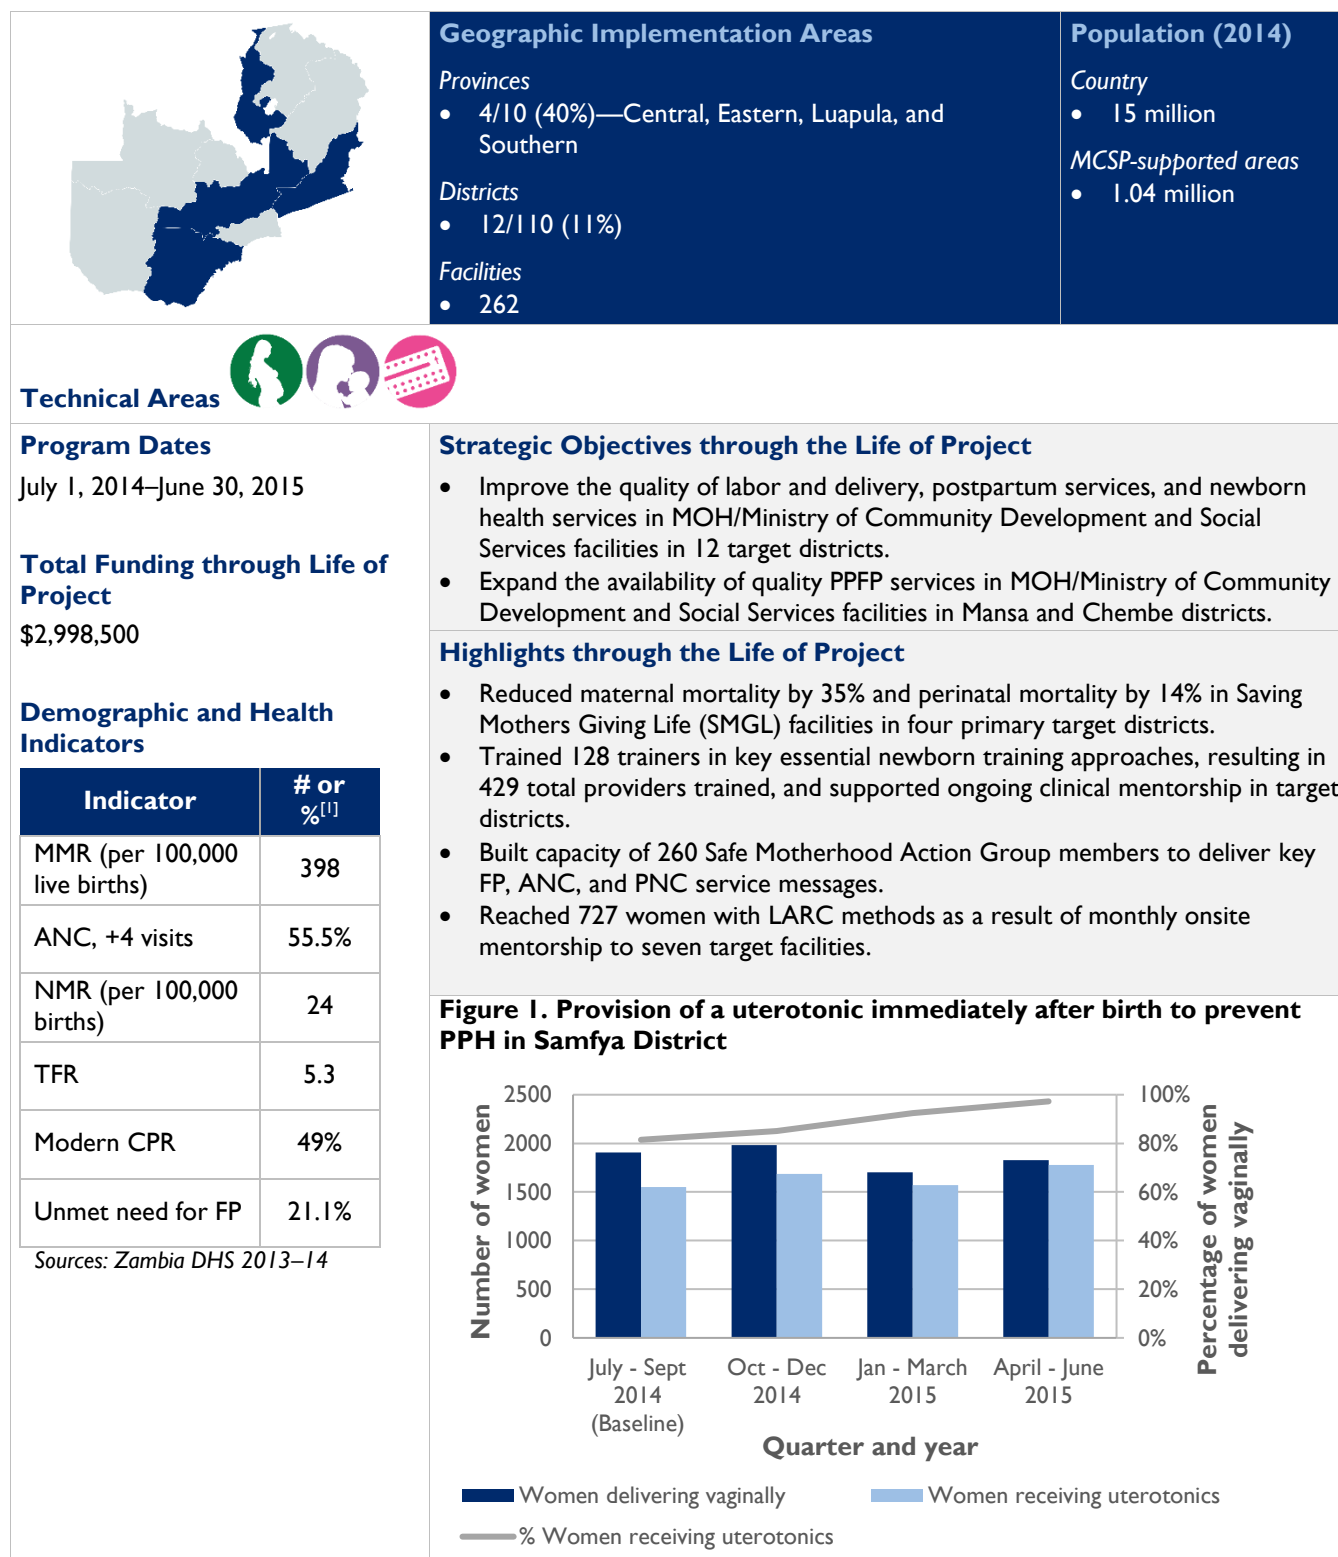 Geographic Implementation Areas
Provinces
• 4/10 (40%)—Central, Eastern, Luapula, and
Southern
Districts
• 12/110 (11%)
Facilities
• 262
Population (2014)
Country
• 15 million
MCSP-supported areas
• 1.04 million
Technical Areas
Program Dates
July 1, 2014–June 30, 2015
Total Funding through Life of
Project
$2,998,500
Demographic and Health
Indicators
Indicator # or
%[1]
MMR (per 100,000
live births) 398
ANC, +4 visits 55.5%
NMR (per 100,000
births) 24
TFR 5.3
Modern CPR 49%
Unmet need for FP 21.1%
Sources: Zambia DHS 2013–14
Strategic Objectives through the Life of Project
• Improve the quality of labor and delivery, postpartum services, and newborn
health services in MOH/Ministry of Community Development and Social
Services facilities in 12 target districts.
• Expand the availability of quality PPFP services in MOH/Ministry of Community
Development and Social Services facilities in Mansa and Chembe districts.
Highlights through the Life of Project
• Reduced maternal mortality by 35% and perinatal mortality by 14% in Saving
Mothers Giving Life (SMGL) facilities in four primary target districts.
• Trained 128 trainers in key essential newborn training approaches, resulting in
429 total providers trained, and supported ongoing clinical mentorship in target
districts.
• Built capacity of 260 Safe Motherhood Action Group members to deliver key
FP, ANC, and PNC service messages.
• Reached 727 women with LARC methods as a result of monthly onsite
mentorship to seven target facilities.
Figure 1. Provision of a uterotonic immediately after birth to prevent
PPH in Samfya District
Number of women
2500
2000
1500
1000
500
0
100%
80%
60%
40%
20%
0%
Percentage of women
delivering vaginally
July - Sept
2014
(Baseline)
Oct - Dec
2014
Jan - March
2015
April - June
2015
Quarter and year
Women delivering vaginally
Women receiving uterotonics
% Women receiving uterotonics